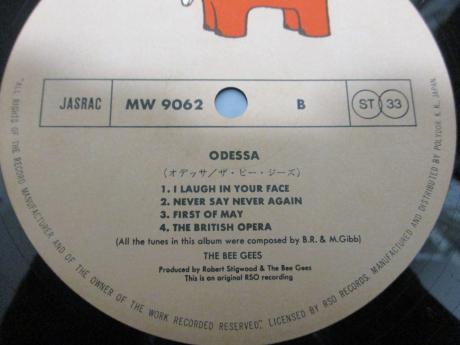 JASRAC MW 9062 B ST 33
ODESSA
(オデッサ/ザ・ビー・ジーズ)
1. I LAUGH IN YOUR FACE
2. NEVER SAY NEVER AGAIN
3. FIRST OF MAY
4. THE BRITISH OPERA
(All the tunes in this album were composed by B.R. & M.Gibb)
THE BEE GEES
Produced by Robert Stigwood & The Bee Gees
This is an original RSO recording
"ALL RIGHTS OF THE RECORD MANUFACTURER AND OF THE OWNER OF THE WORK RECORDED RESERVED", LICENSED BY RSO RECORDS. MANUFACTURED AND DISTRIBUTED BY POLYDOR K.K. JAPAN.